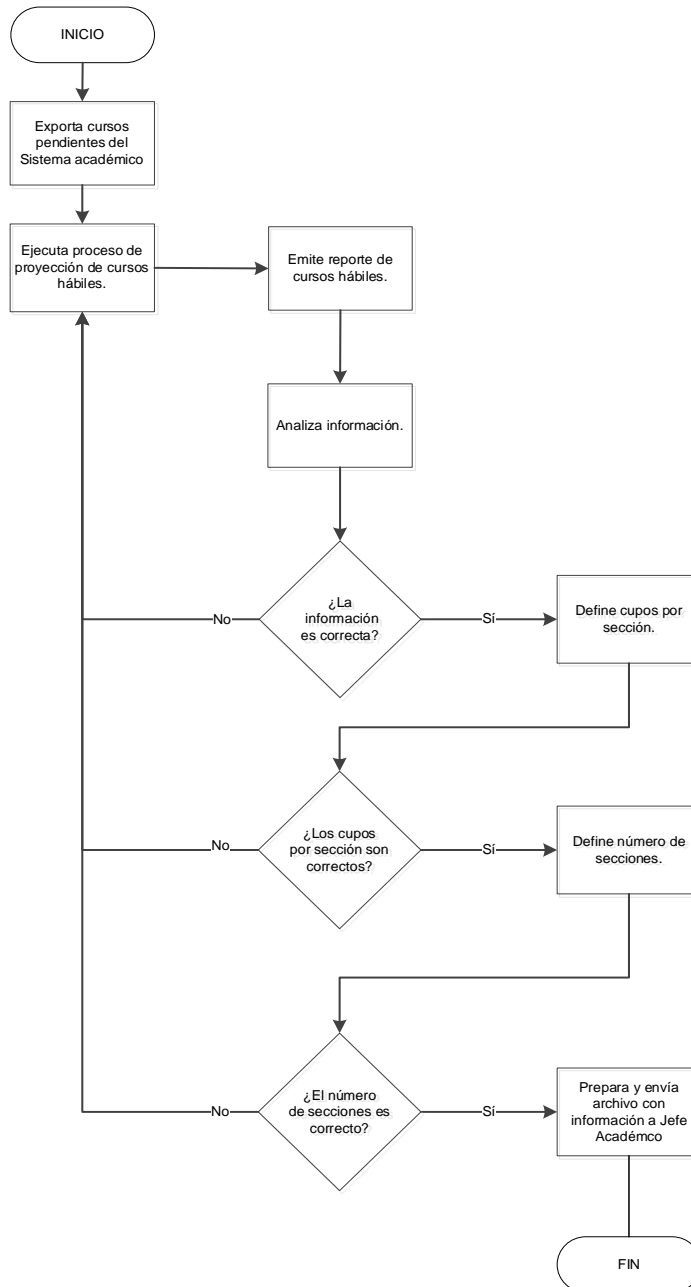 INICIO
Exporta cursos
pendientes del
Sistema académico
Ejecuta proceso de
proyección de cursos
hábiles.
Emite reporte de
cursos hábiles.
Analiza información.
¿La
información
es correcta?
No
Sí
Define cupos por
sección.
¿Los cupos
por sección son
correctos?
No
Sí
Define número de
secciones.
¿El número
de secciones es
correcto?
No
Sí
Prepara y envía
archivo con
información a Jefe
Académco
FIN